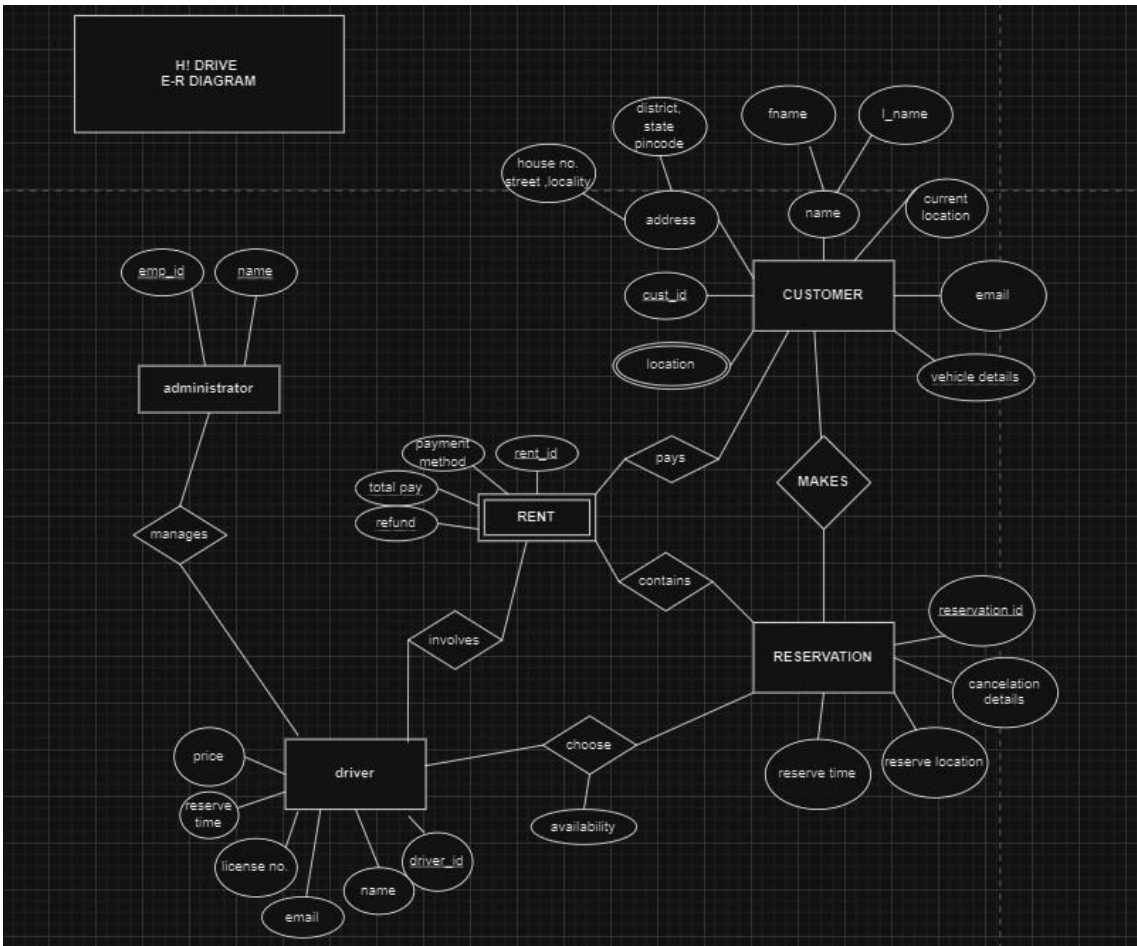 H! DRIVE
E-R DIAGRAM
district,
state
pincode
fname
l_name
house no.
street ,locality
address
name
current
location
emp_id
name
cust_id
CUSTOMER
email
location
vehicle details
administrator
payment
method
rent_id
pays
total pay
MAKES
RENT
refund
manages
contains
reservation id
involves
RESERVATION
cancelation
details
price
driver
choose
reserve time
reserve location
reserve
time
availability
license no.
driver_id
name
email